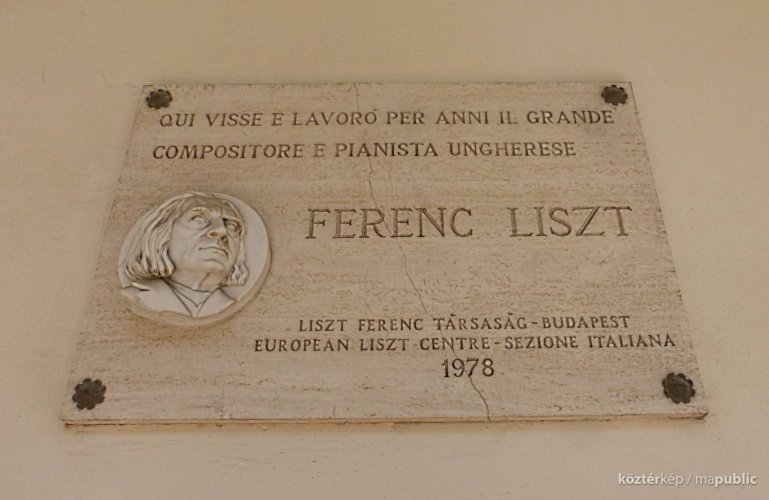 QUI VISSE E LAVORO' PER ANNI IL GRANDE
COMPOSITORE E PIANISTA UNGHERESE
FERENC LISZT
LISZT FERENC TÁRSASÁG - BUDAPEST
EUROPEAN LISZT CENTRE - SEZIONE ITALIANA
1978
köztérkép / mapublic